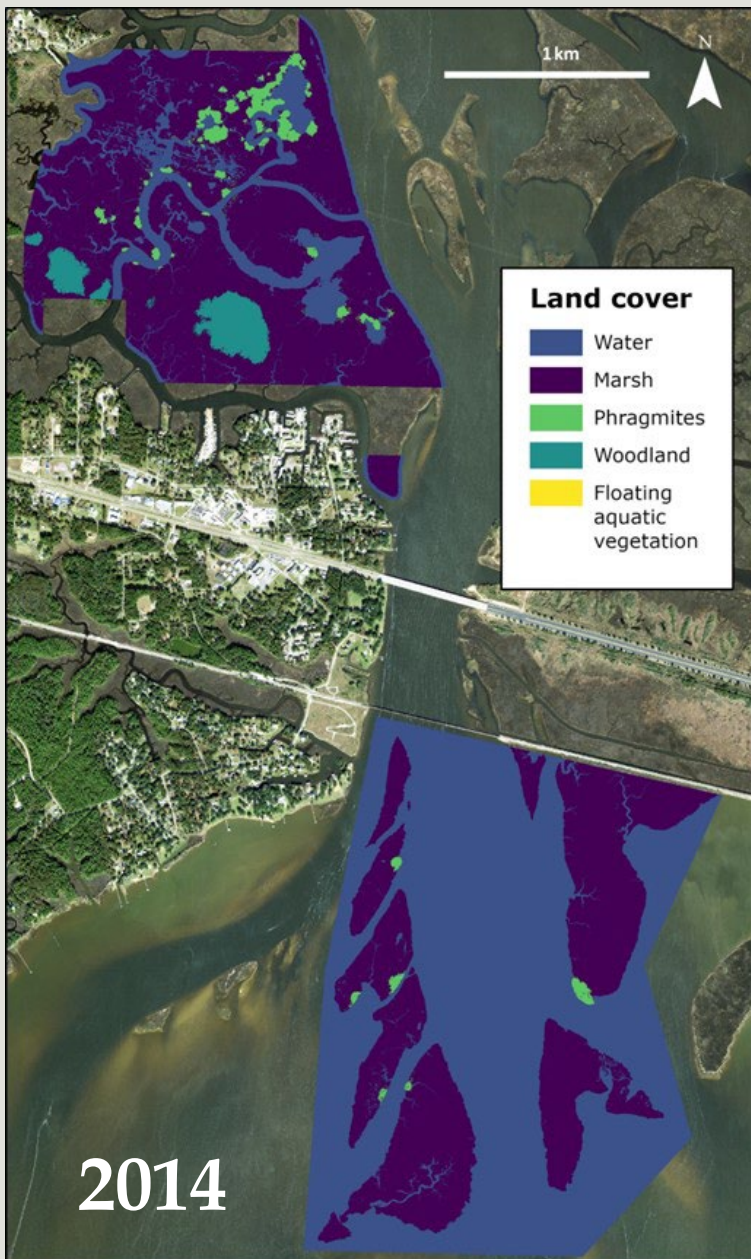 1 km
N
Land cover
Water
Marsh
Phragmites
Woodland
Floating
aquatic
vegetation
2014